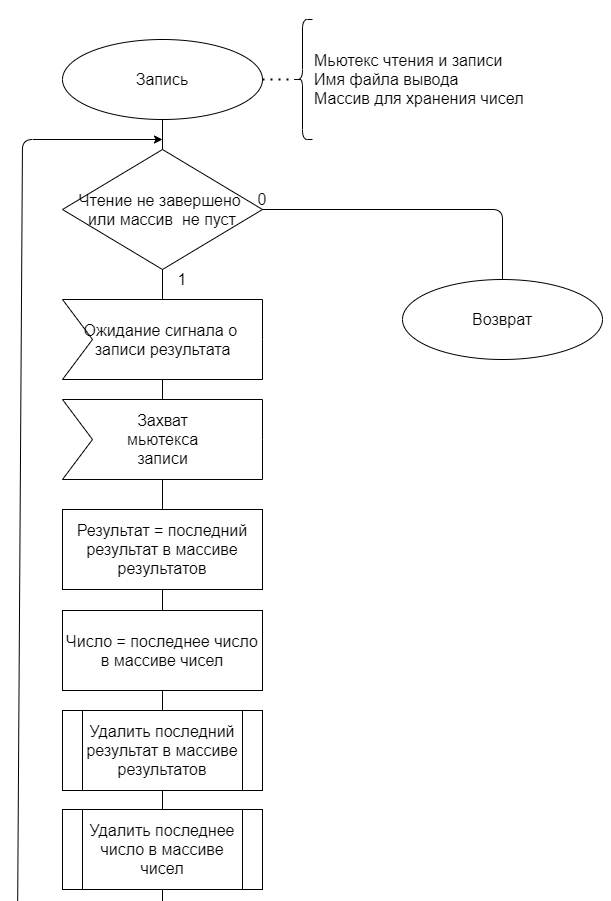 Запись
Мьютекс чтения и записи
Имя файла вывода
Массив для хранения чисел
Чтение не завершено
или массив не пуст
0
1
Возврат
Ожидание сигнала о
записи результата
Захват
мьютекса
записи
Результат = последний
результат в массиве
результатов
Число = последнее число
в массиве чисел
Удалить последний
результат в массиве
результатов
Удалить последнее
число в массиве
чисел